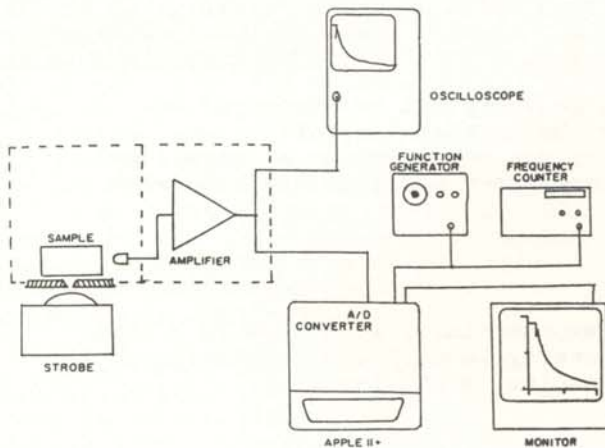 OSCILLOSCOPE
FUNCTION
GENERATOR
FREQUENCY
COUNTER
SAMPLE
AMPLIFIER
A/D
CONVERTER
STROBE
APPLE II+
MONITOR